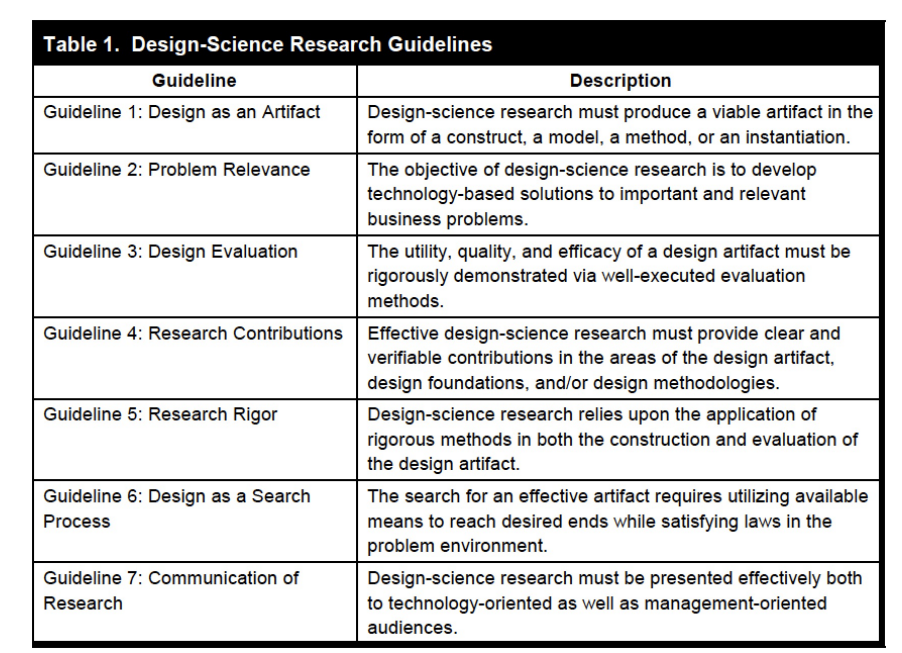 Table 1. Design-Science Research Guidelines
Guideline Description
Guideline 1: Design as an Artifact
Design-science research must produce a viable artifact in the
form of a construct, a model, a method, or an instantiation.
Guideline 2: Problem Relevance
The objective of design-science research is to develop
technology-based solutions to important and relevant
business problems.
Guideline 3: Design Evaluation
The utility, quality, and efficacy of a design artifact must be
rigorously demonstrated via well-executed evaluation
methods.
Guideline 4: Research Contributions
Effective design-science research must provide clear and
verifiable contributions in the areas of the design artifact,
design foundations, and/or design methodologies.
Guideline 5: Research Rigor
Design-science research relies upon the application of
rigorous methods in both the construction and evaluation of
the design artifact.
Guideline 6: Design as a Search
Process
The search for an effective artifact requires utilizing available
means to reach desired ends while satisfying laws in the
problem environment.
Guideline 7: Communication of
Research
Design-science research must be presented effectively both
to technology-oriented as well as management-oriented
audiences.